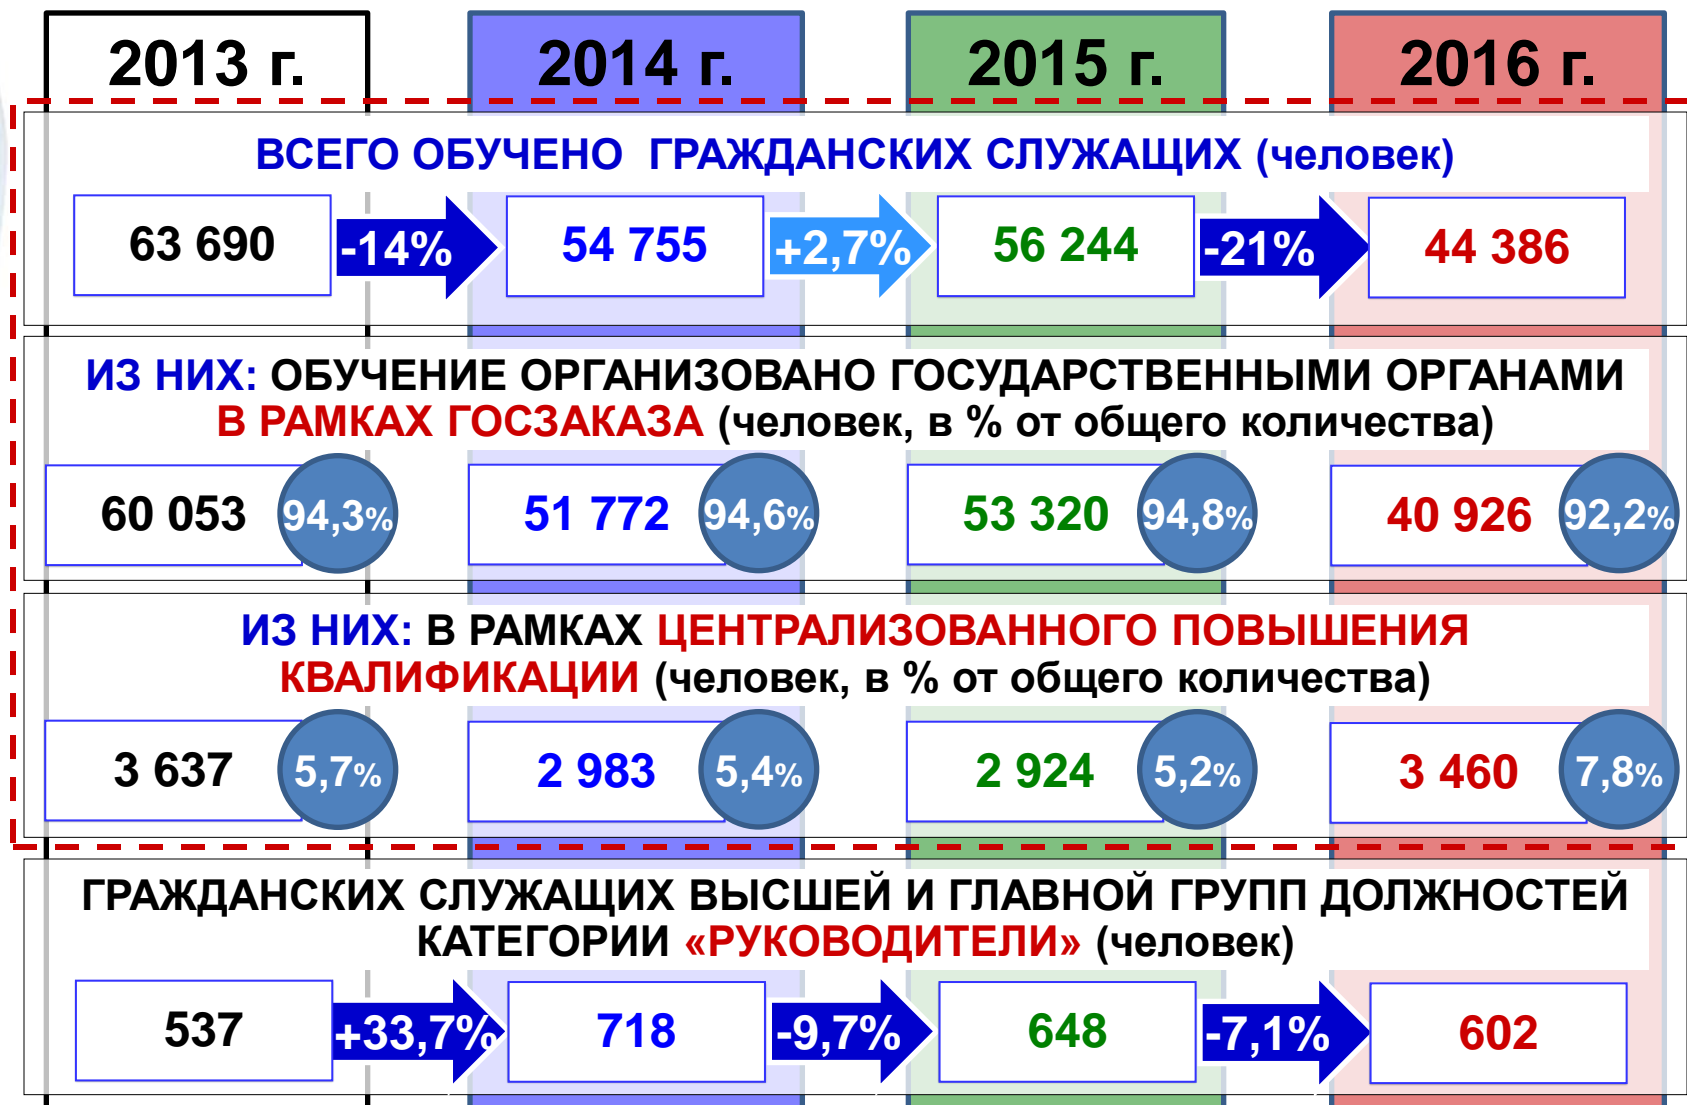 2013 г. 2014 г. 2015 г. 2016 г.
ВСЕГО ОБУЧЕНО ГРАЖДАНСКИХ СЛУЖАЩИХ (человек)
63 690 -14% 54 755 +2,7% 56 244 -21% 44 386
ИЗ НИХ: ОБУЧЕНИЕ ОРГАНИЗОВАНО ГОСУДАРСТВЕННЫМИ ОРГАНАМИ
В РАМКАХ ГОСЗАКАЗА (человек, в % от общего количества)
60 053 94,3% 51 772 94,6% 53 320 94,8% 40 926 92,2%
ИЗ НИХ: В РАМКАХ ЦЕНТРАЛИЗОВАННОГО ПОВЫШЕНИЯ
КВАЛИФИКАЦИИ (человек, в % от общего количества)
3 637 5,7% 2 983 5,4% 2 924 5,2% 3 460 7,8%
ГРАЖДАНСКИХ СЛУЖАЩИХ ВЫСШЕЙ И ГЛАВНОЙ ГРУПП ДОЛЖНОСТЕЙ
КАТЕГОРИИ «РУКОВОДИТЕЛИ» (человек)
537 +33,7% 718 -9,7% 648 -7,1% 602